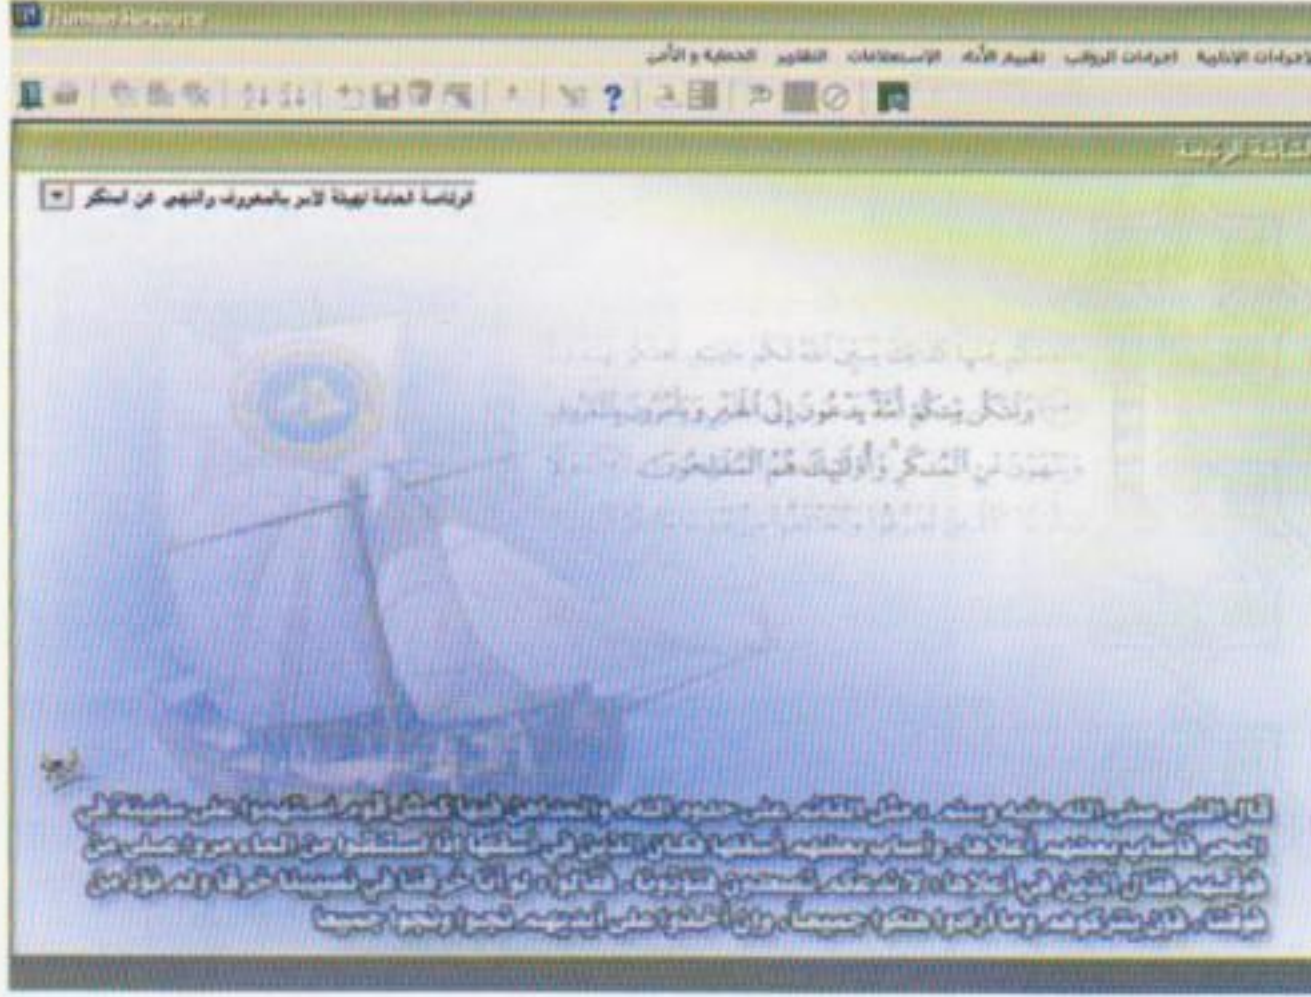 Human Resource
الإجراءات الإدارية اجراءات الرواتب تقييم الأداء الإستعلامات التقارير الحماية و الأمن
الشاشة الرئيسة
الرئاسة العامة لهيئة الأمر بالمعروف والنهي عن المنكر
وَلْتَكُن مِّنكُمْ أُمَّةٌ يَدْعُونَ إِلَى الْخَيْرِ وَيَأْمُرُونَ بِالْمَعْرُوفِ
وَيَنْهَوْنَ عَنِ الْمُنكَرِ وَأُولَٰئِكَ هُمُ الْمُفْلِحُونَ
قال النبي صلى الله عليه وسلم : مثل القائم على حدود الله ، والمداهن فيها كمثل قوم استهموا على سفينة في
البحر فأصاب بعضهم أعلاها ، وأصاب بعضهم أسفلها فكان الذين في أسفلها إذا استقوا من الماء مروا على من
فوقهم فقال الذين في أعلاها ، لا ندعكم تصعدون فتؤذونا ، فقالوا ، لو أنا خرقنا في نصيبنا خرقا ولم نؤذ من
فوقنا ، فإن يتركوهم وما أرادوا هلكوا جميعاً ، وإن أخذوا على أيديهم نجوا ونجوا جميعا